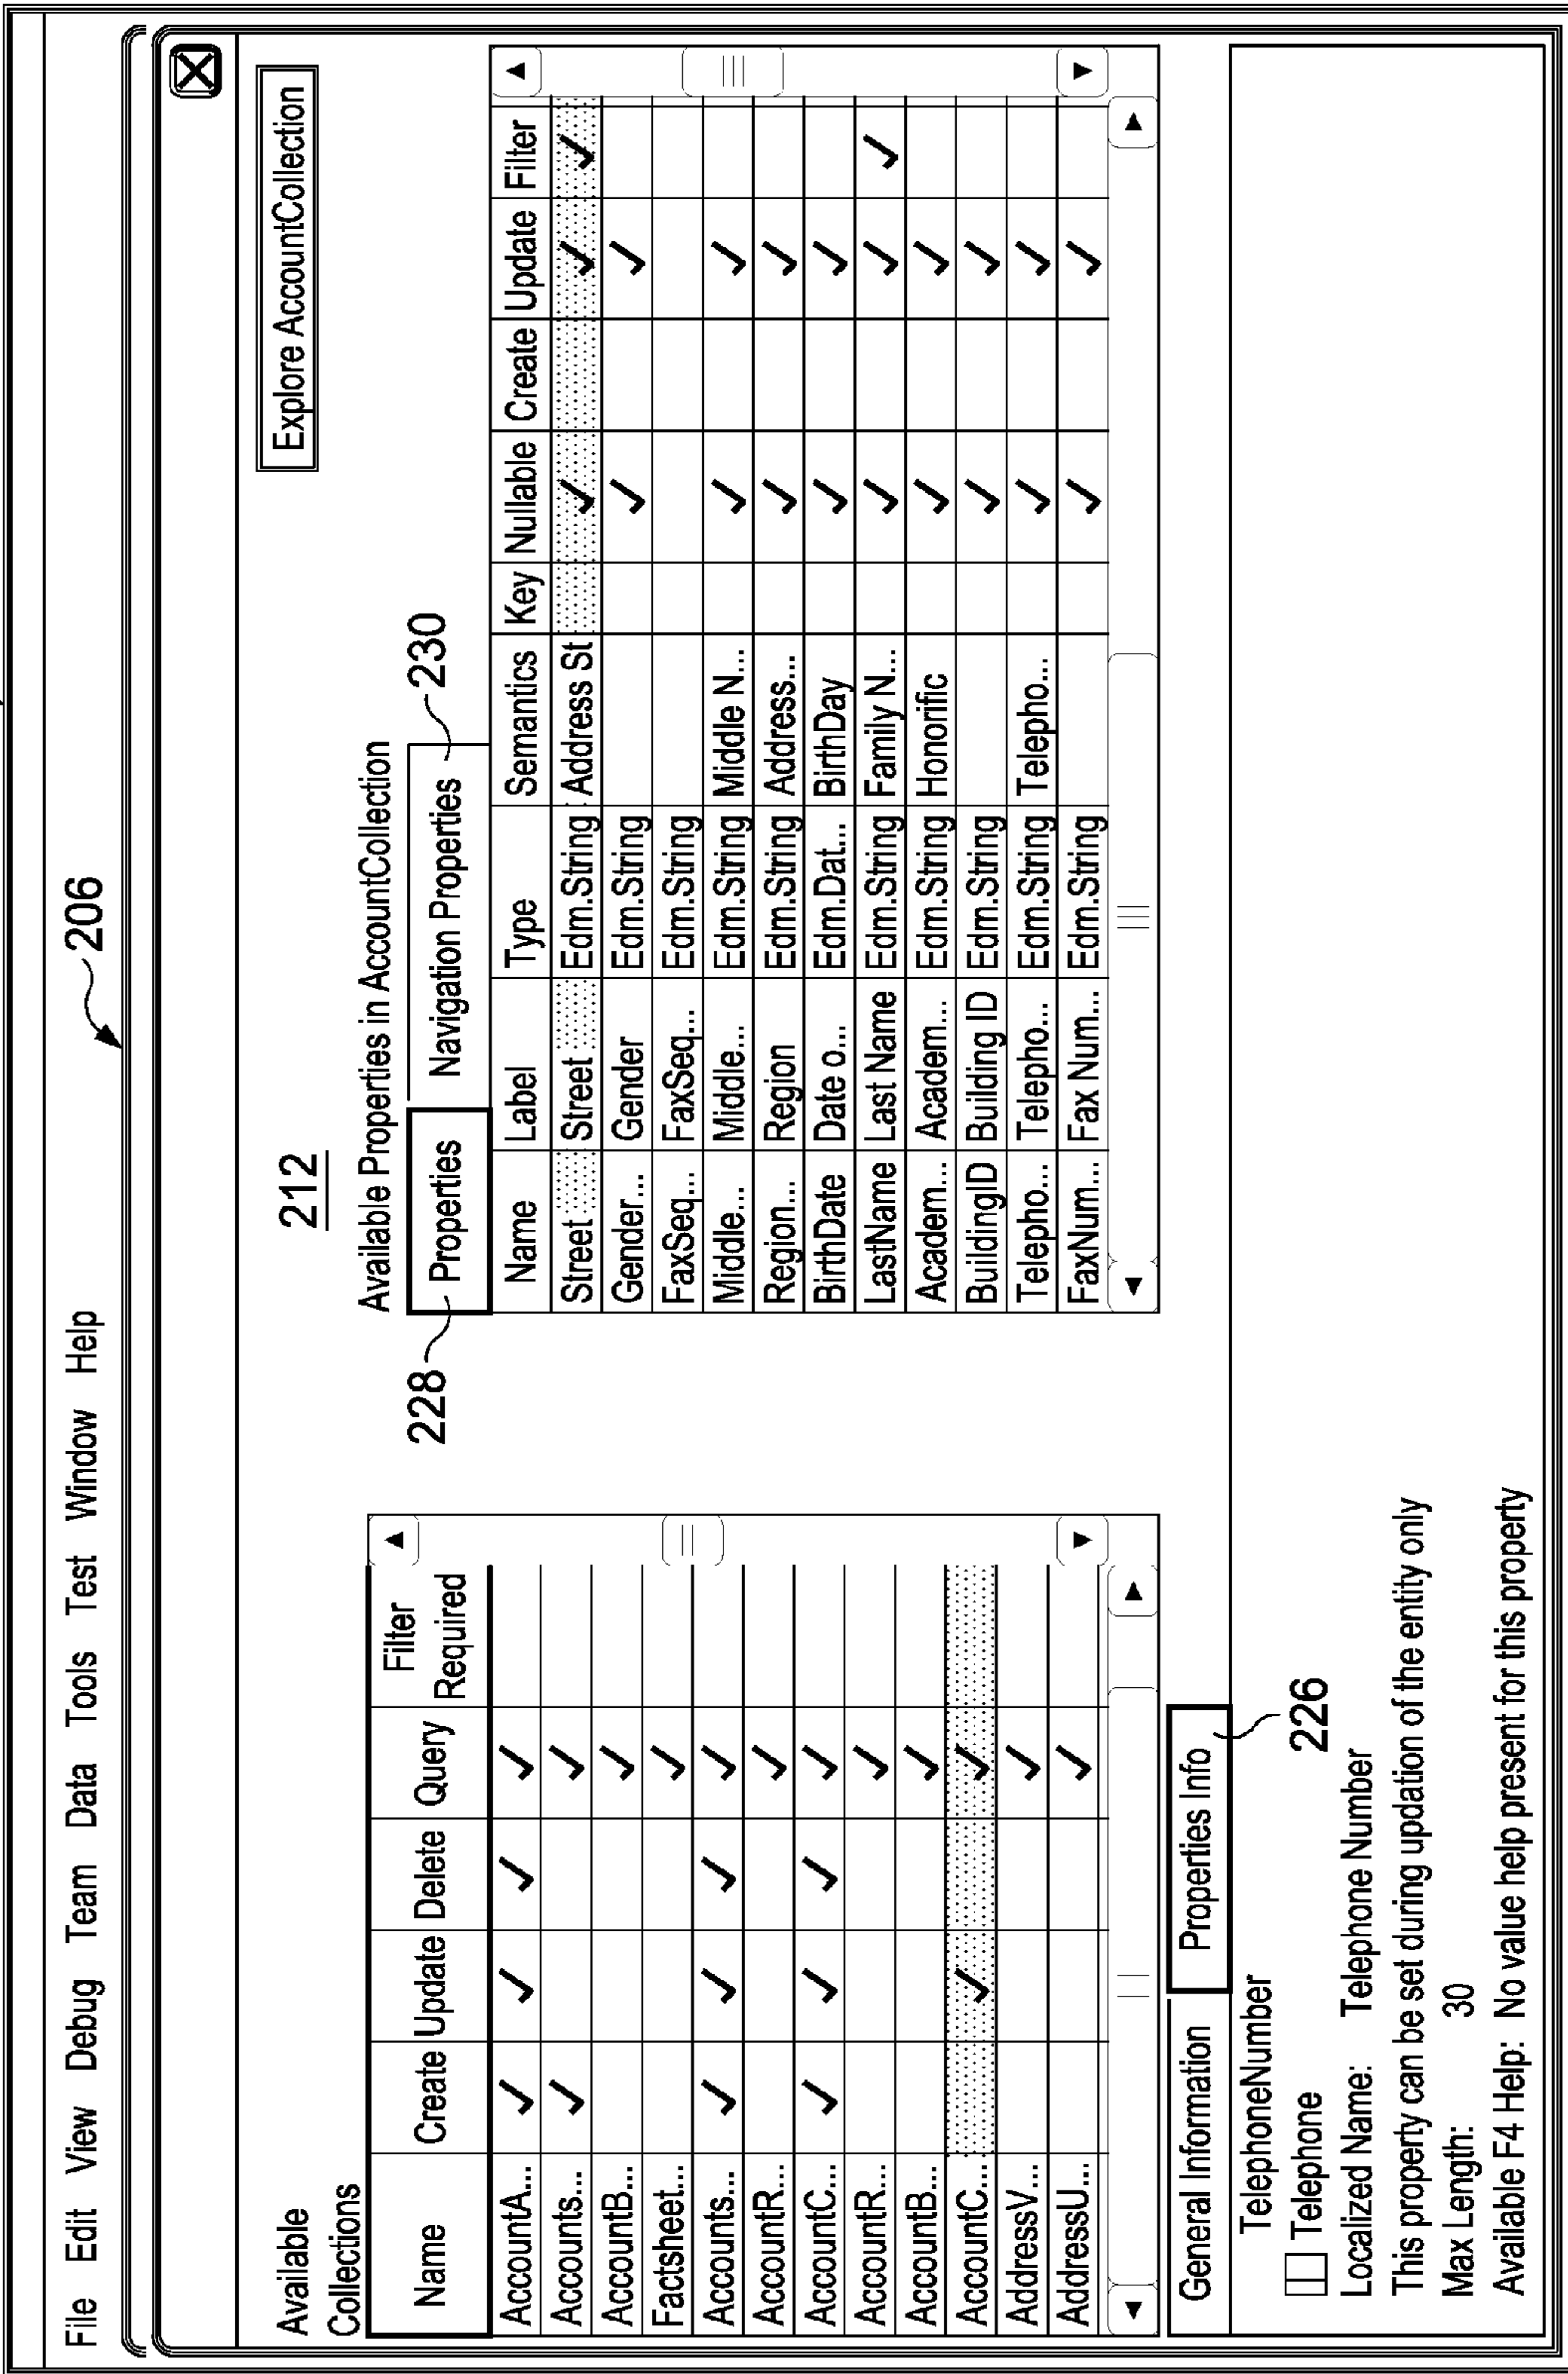 206
File Edit View Debug Team Data Tools Test Window Help
Explore AccountCollection
212
Available
Collections
Name Create Update Delete Query Filter Required
AccountA... ✓ ✓ ✓ ✓
Accounts... ✓ ✓
AccountB... ✓
Factsheet... ✓
Accounts... ✓ ✓ ✓ ✓
AccountR... ✓
AccountC... ✓ ✓ ✓ ✓
AccountR... ✓
AccountB... ✓
AccountC... ✓ ✓
AddressV... ✓
AddressU... ✓
Available Properties in AccountCollection
228 Properties Navigation Properties 230
Name Label Type Semantics Key Nullable Create Update Filter
Street Street Edm.String Address St ✓ ✓ ✓
Gender... Gender Edm.String ✓ ✓
FaxSeq... FaxSeq... Edm.String
Middle... Middle... Edm.String Middle N... ✓ ✓
Region... Region Edm.String Address... ✓ ✓
BirthDate Date o... Edm.Dat... BirthDay ✓ ✓
LastName Last Name Edm.String Family N... ✓ ✓ ✓
Academ... Academ... Edm.String Honorific ✓ ✓
BuildingID Building ID Edm.String ✓ ✓
Telepho... Telepho... Edm.String Telepho... ✓ ✓
FaxNum... Fax Num... Edm.String ✓ ✓
General Information Properties Info
226
TelephoneNumber
Telephone
Localized Name: Telephone Number
This property can be set during updation of the entity only
Max Length: 30
Available F4 Help: No value help present for this property